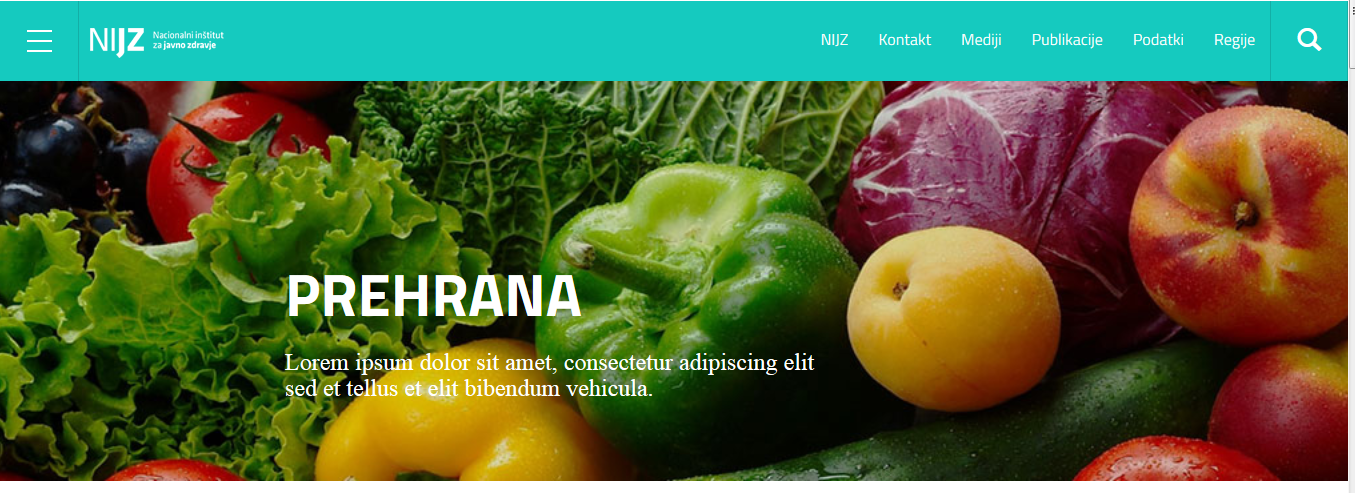 NIJZ
Nacionalni inštitut
za javno zdravje
NIJZ Kontakt Mediji Publikacije Podatki Regije
PREHRANA
Lorem ipsum dolor sit amet, consectetur adipiscing elit
sed et tellus et elit bibendum vehicula.